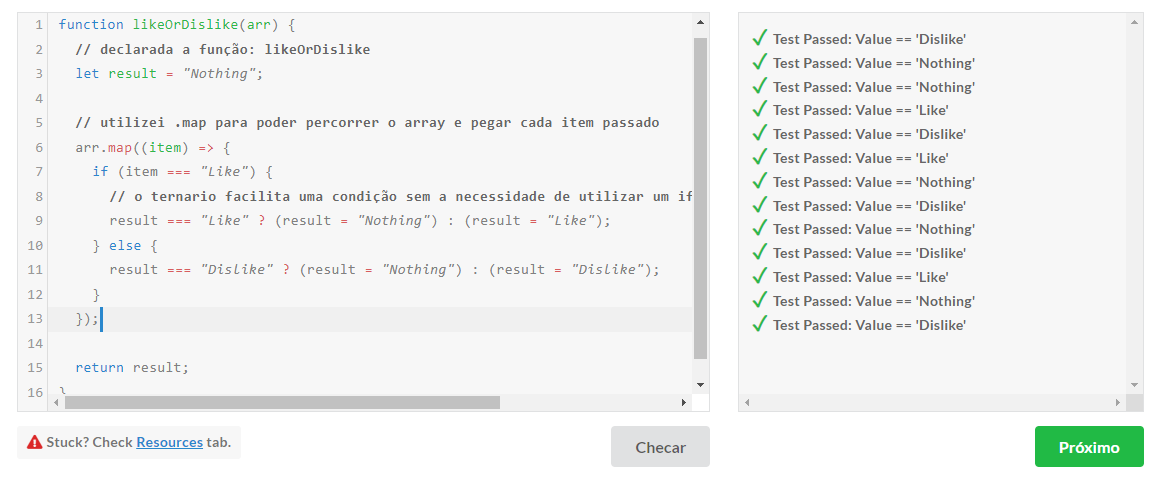 1 function likeOrDislike(arr) {
2 // declarada a função: likeOrDislike
3 let result = "Nothing";
4
5 // utilizei .map para poder percorrer o array e pegar cada item passado
6 arr.map((item) => {
7 if (item === "Like") {
8 // o ternario facilita uma condição sem a necessidade de utilizar um if
9 result === "Like" ? (result = "Nothing") : (result = "Like");
10 } else {
11 result === "Dislike" ? (result = "Nothing") : (result = "Dislike");
12 }
13 });
14
15 return result;
16 }
Stuck? Check Resources tab.
Checar
Test Passed: Value == 'Dislike'
Test Passed: Value == 'Nothing'
Test Passed: Value == 'Nothing'
Test Passed: Value == 'Like'
Test Passed: Value == 'Dislike'
Test Passed: Value == 'Like'
Test Passed: Value == 'Nothing'
Test Passed: Value == 'Dislike'
Test Passed: Value == 'Nothing'
Test Passed: Value == 'Dislike'
Test Passed: Value == 'Like'
Test Passed: Value == 'Nothing'
Test Passed: Value == 'Dislike'
Próximo